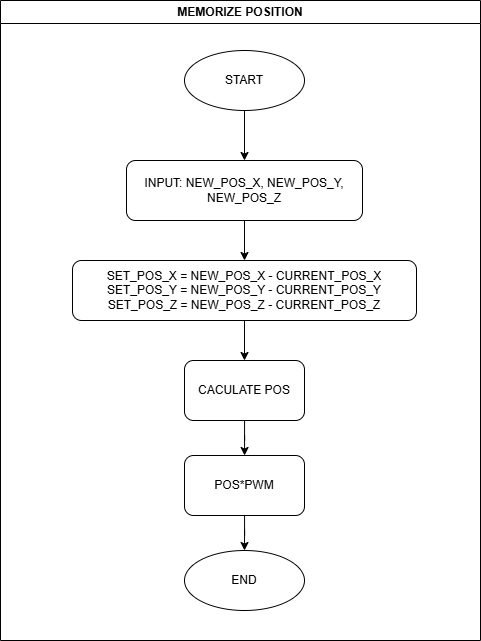 MEMORIZE POSITION
START
INPUT: NEW_POS_X, NEW_POS_Y,
NEW_POS_Z
SET_POS_X = NEW_POS_X - CURRENT_POS_X
SET_POS_Y = NEW_POS_Y - CURRENT_POS_Y
SET_POS_Z = NEW_POS_Z - CURRENT_POS_Z
CACULATE POS
POS*PWM
END